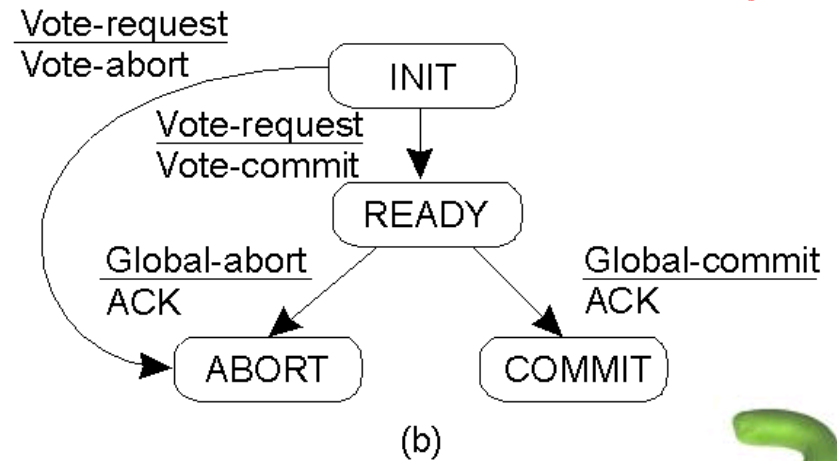 Vote-request
Vote-abort
INIT
Vote-request
Vote-commit
READY
Global-abort
ACK
Global-commit
ACK
ABORT
COMMIT
(b)